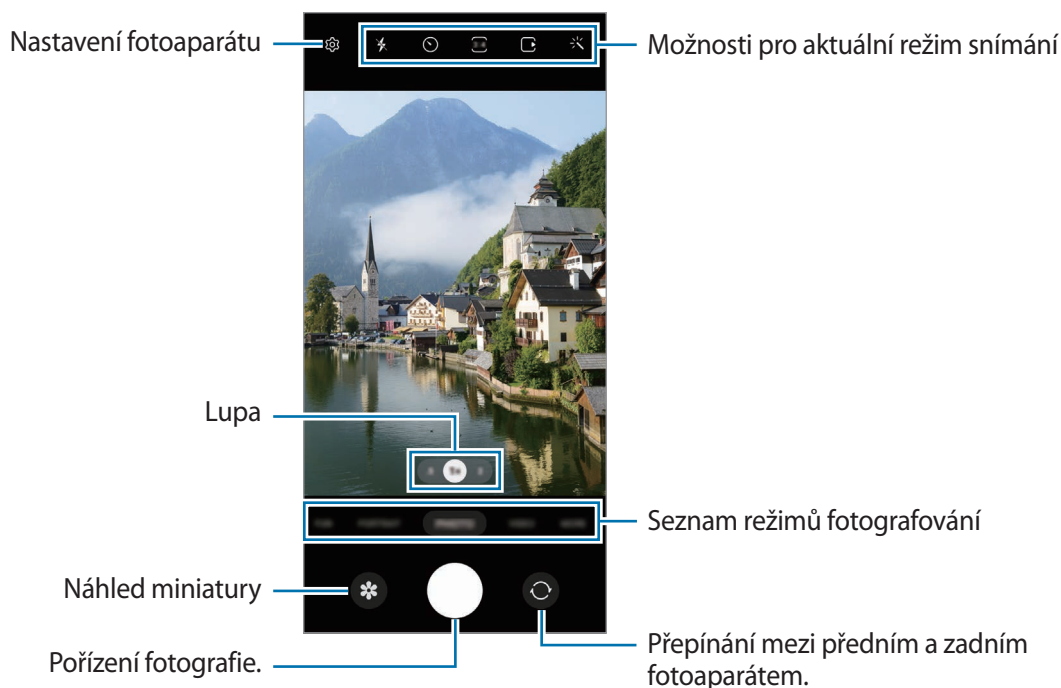 Nastavení fotoaparátu
Možnosti pro aktuální režim snímání
Lupa
Seznam režimů fotografování
Náhled miniatury
Pořízení fotografie.
Přepínání mezi předním a zadním
fotoaparátem.